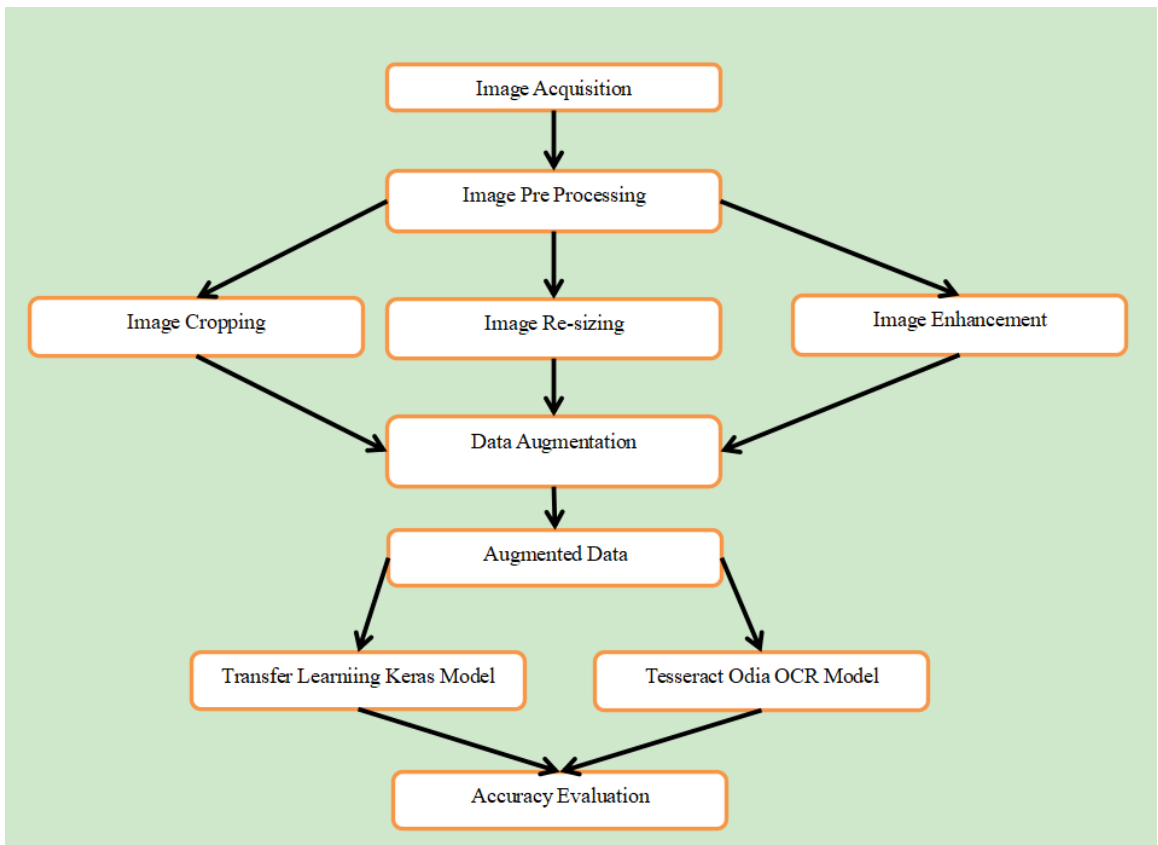 Image Acquisition
Image Pre Processing
Image Cropping
Image Re-sizing
Image Enhancement
Data Augmentation
Augmented Data
Transfer Learniing Keras Model
Tesseract Odia OCR Model
Accuracy Evaluation